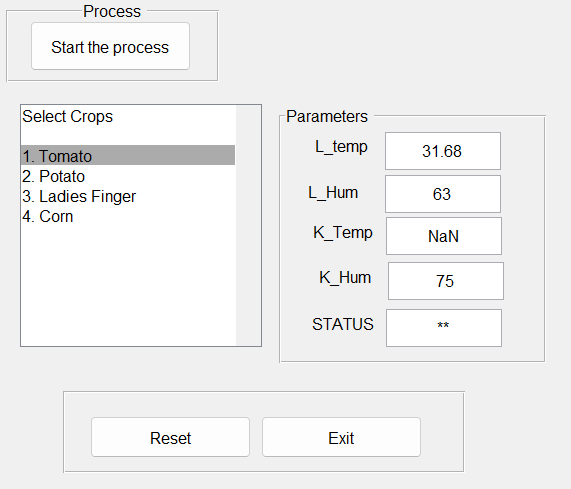 Process
Start the process
Select Crops
1. Tomato
2. Potato
3. Ladies Finger
4. Corn
Parameters
L_temp 31.68
L_Hum 63
K_Temp NaN
K_Hum 75
STATUS **
Reset Exit